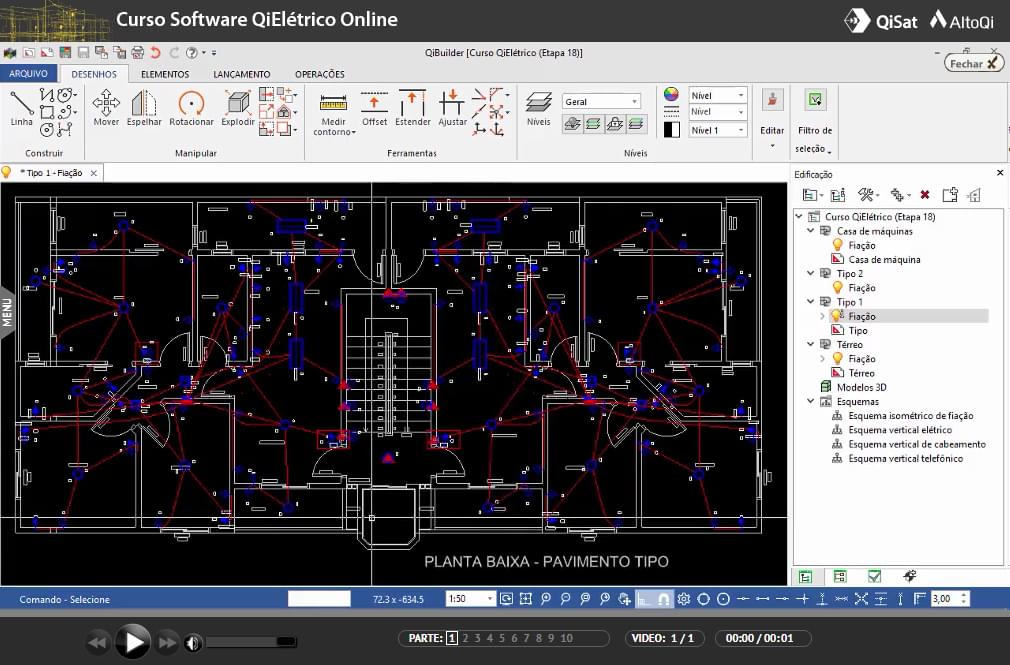 Curso Software QiElétrico Online
QiSat
AltoQi
QiBuilder [Curso QiElétrico (Etapa 18)]
Fechar
ARQUIVO
DESENHOS
ELEMENTOS
LANÇAMENTO
OPERAÇÕES
Linha
Mover
Espelhar
Rotacionar
Explodir
Medir
contorno
Offset
Estender
Ajustar
Níveis
Geral
Nível
Nível
Nível 1
Editar
Filtro de
seleção
Construir
Manipular
Ferramentas
Níveis
* Tipo 1 - Fiação
Edificação
Curso QiElétrico (Etapa 18)
Casa de máquinas
Fiação
Casa de máquina
Tipo 2
Fiação
Tipo 1
Fiação
Tipo
Térreo
Fiação
Térreo
Modelos 3D
Esquemas
Esquema isométrico de fiação
Esquema vertical elétrico
Esquema vertical de cabeamento
Esquema vertical telefónico
MENU
PLANTA BAIXA - PAVIMENTO TIPO
Comando - Selecione
72.3 x -634.5
1:50
3,00
PARTE: 1 2 3 4 5 6 7 8 9 10
VIDEO: 1 / 1
00:00 / 00:01